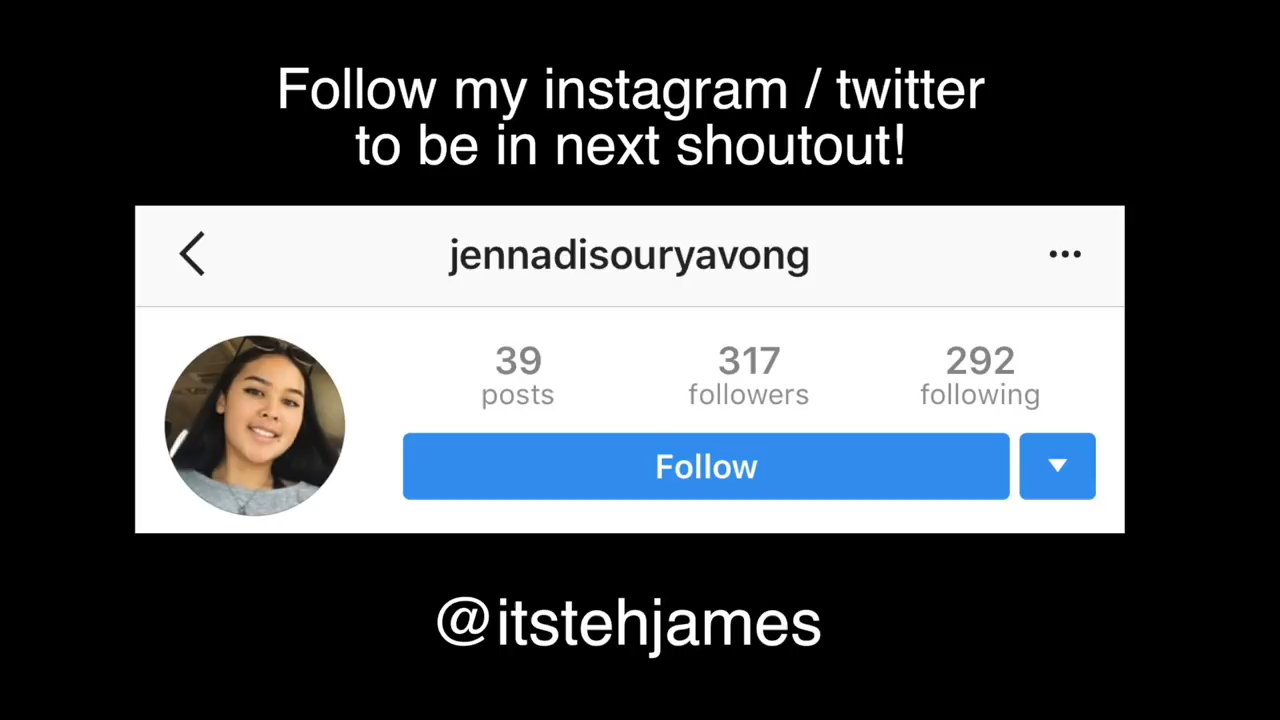 Follow my instagram / twitter
to be in next shoutout!
jennadisouryavong
39 317 292
posts followers following
Follow
@itstehjames